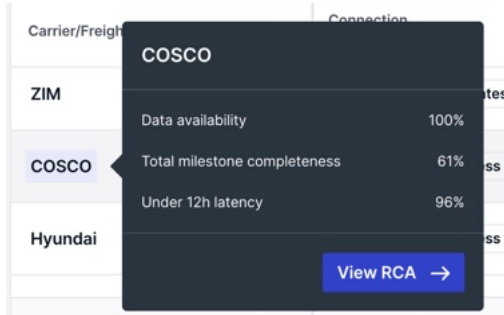 Carrier/Freigh
Connection
COSCO
ZIM
Data availability 100%
COSCO
Total milestone completeness 61%
Under 12h latency 96%
Hyundai
View RCA →